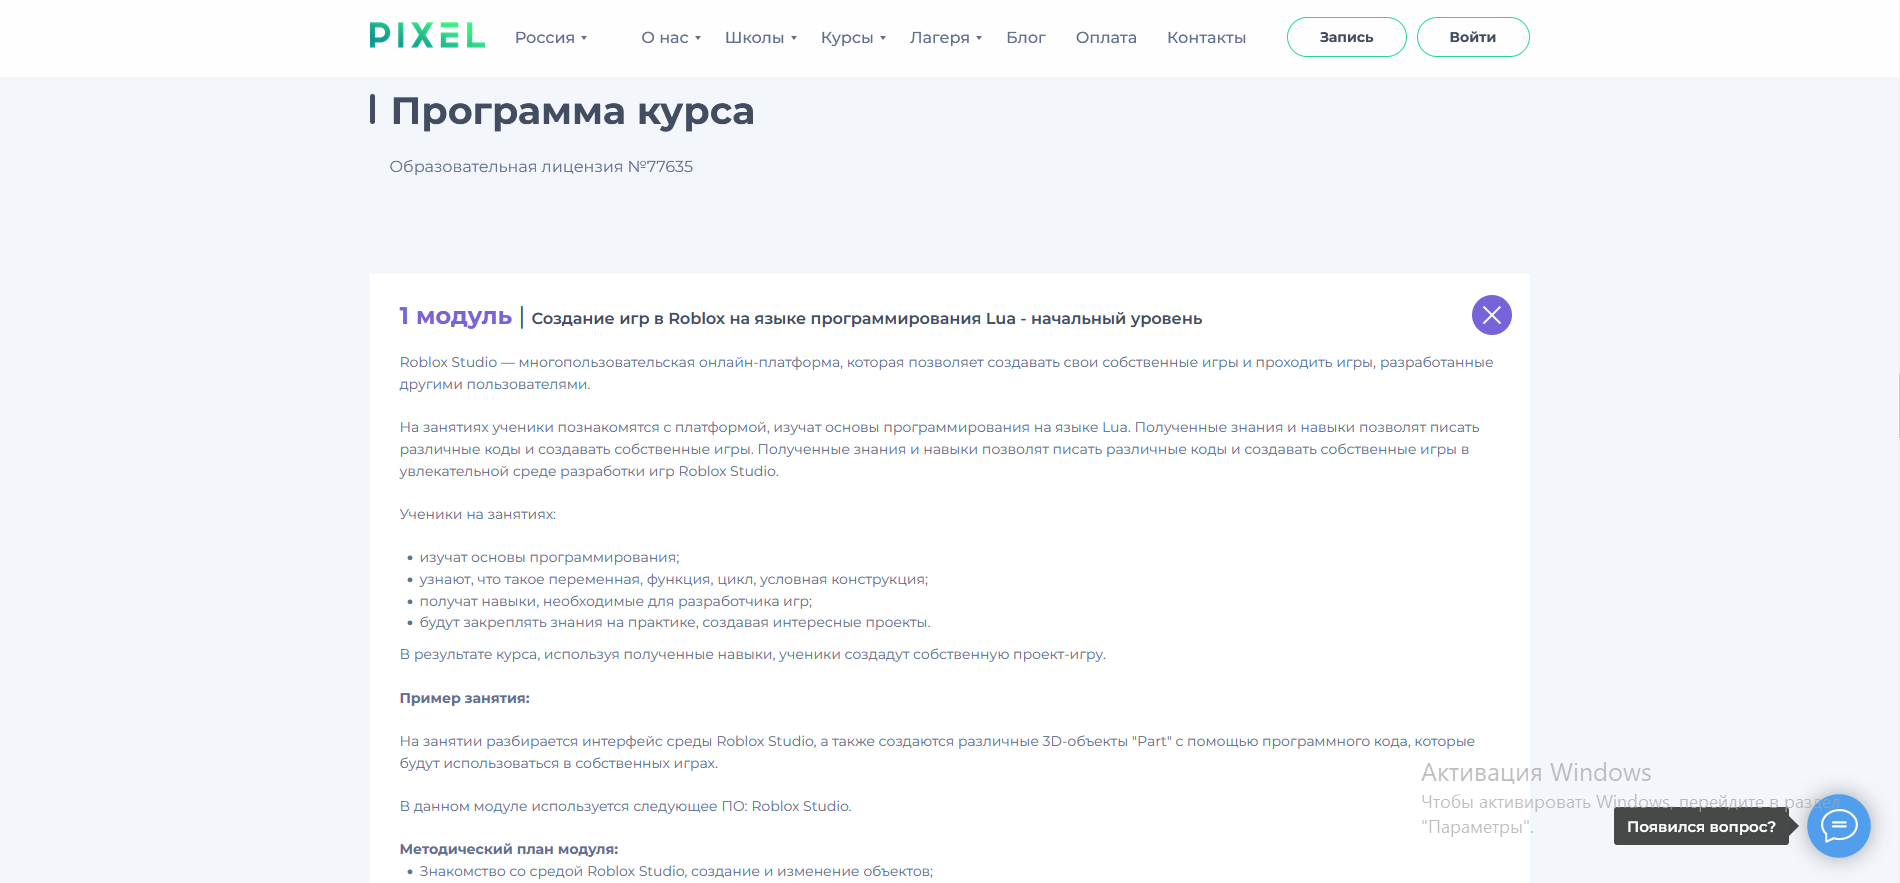 PIXEL Россия О нас Школы Курсы Лагеря Блог Оплата Контакты Запись Войти
Программа курса
Образовательная лицензия №77635
1 модуль | Создание игр в Roblox на языке программирования Lua - начальный уровень
Roblox Studio — многопользовательская онлайн-платформа, которая позволяет создавать свои собственные игры и проходить игры, разработанные
другими пользователями.
На занятиях ученики познакомятся с платформой, изучат основы программирования на языке Lua. Полученные знания и навыки позволят писать
различные коды и создавать собственные игры. Полученные знания и навыки позволят писать различные коды и создавать собственные игры в
увлекательной среде разработки игр Roblox Studio.
Ученики на занятиях:
• изучат основы программирования;
• узнают, что такое переменная, функция, цикл, условная конструкция;
• получат навыки, необходимые для разработчика игр;
• будут закреплять знания на практике, создавая интересные проекты.
В результате курса, используя полученные навыки, ученики создадут собственную проект-игру.
Пример занятия:
На занятии разбирается интерфейс среды Roblox Studio, а также создаются различные 3D-объекты "Part" с помощью программного кода, которые
будут использоваться в собственных играх.
В данном модуле используется следующее ПО: Roblox Studio.
Методический план модуля:
• Знакомство со средой Roblox Studio, создание и изменение объектов;
Активация Windows
Чтобы активировать Windows, перейдите в раздел
"Параметры".
Появился вопрос?